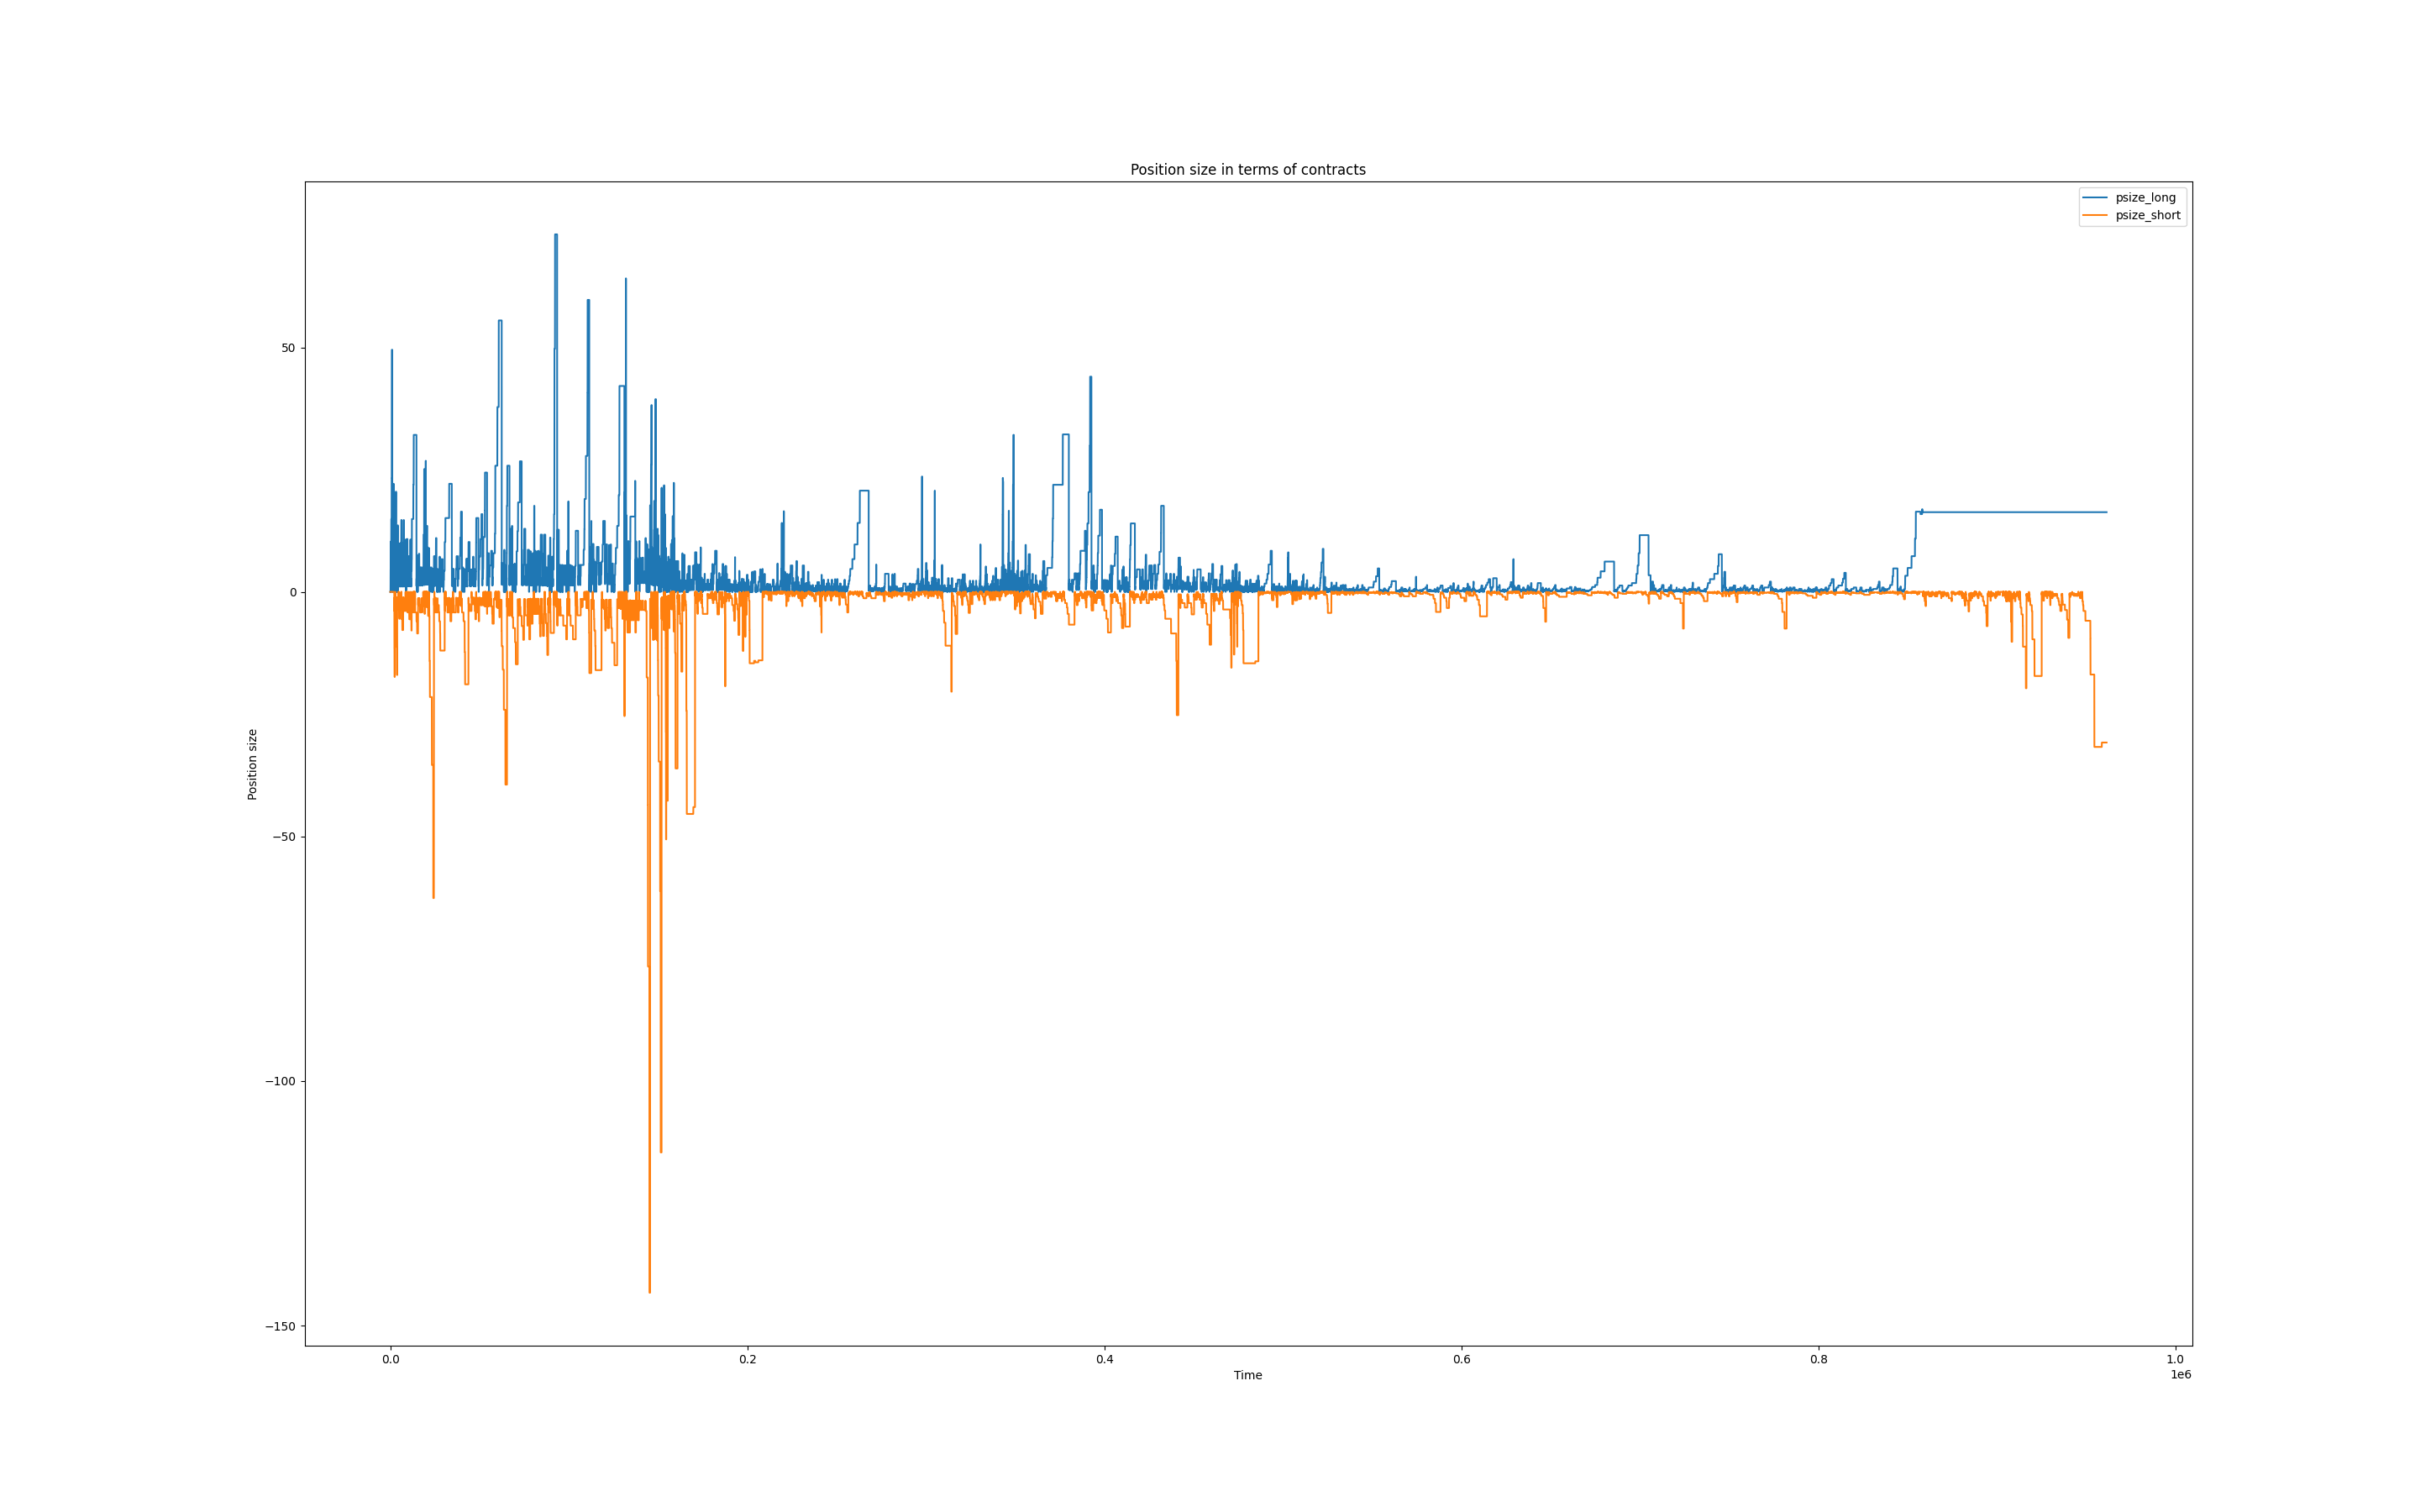 Position size in terms of contracts
psize_long
psize_short
Position size
50
0
−50
−100
−150
0.0
0.2
0.4
0.6
0.8
1.0
Time
1e6